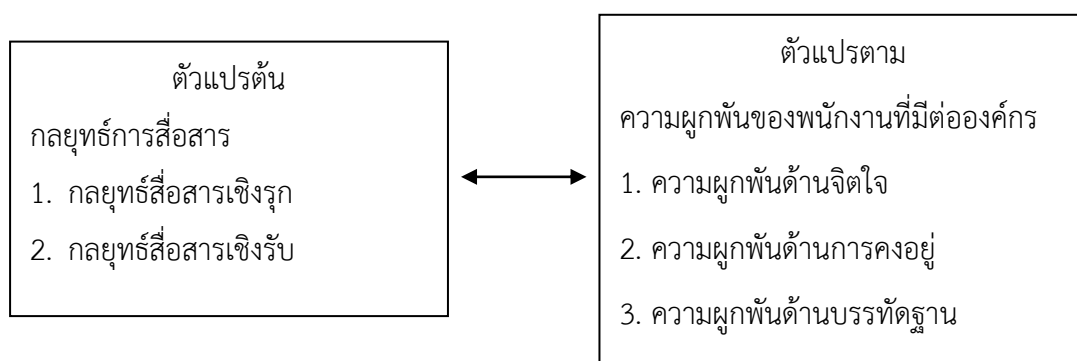 ตัวแปรต้น
กลยุทธ์การสื่อสาร
1. กลยุทธ์สื่อสารเชิงรุก
2. กลยุทธ์สื่อสารเชิงรับ
ตัวแปรตาม
ความผูกพันของพนักงานที่มีต่อองค์กร
1. ความผูกพันด้านจิตใจ
2. ความผูกพันด้านการคงอยู่
3. ความผูกพันด้านบรรทัดฐาน